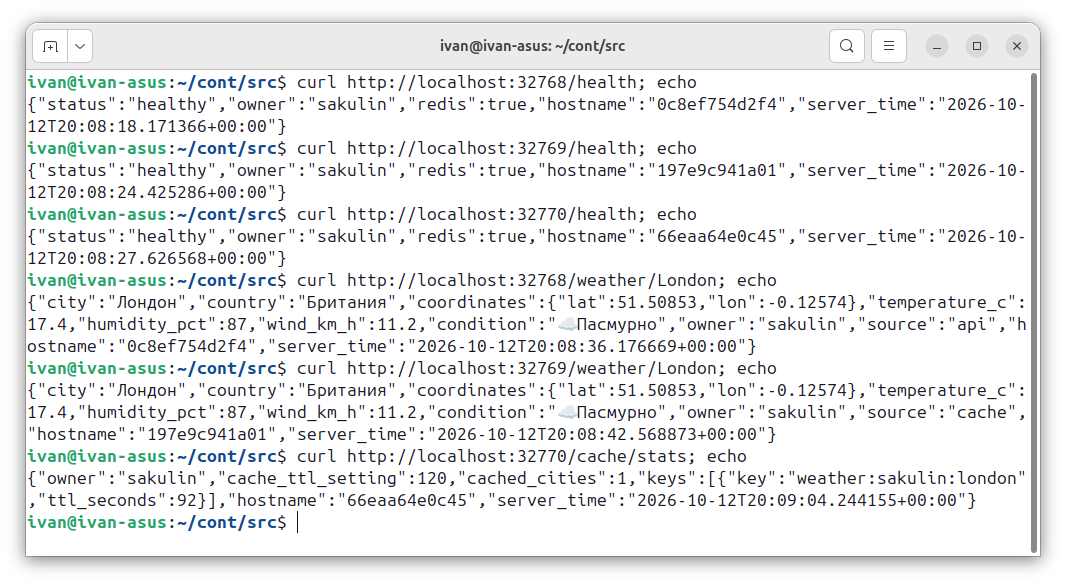 ivan@ivan-asus: ~/cont/src
ivan@ivan-asus:~/cont/src$ curl http://localhost:32768/health; echo
{"status":"healthy","owner":"sakulin","redis":true,"hostname":"0c8ef754d2f4","server_time":"2026-10-
12T20:08:18.171366+00:00"}
ivan@ivan-asus:~/cont/src$ curl http://localhost:32769/health; echo
{"status":"healthy","owner":"sakulin","redis":true,"hostname":"197e9c941a01","server_time":"2026-10-
12T20:08:24.425286+00:00"}
ivan@ivan-asus:~/cont/src$ curl http://localhost:32770/health; echo
{"status":"healthy","owner":"sakulin","redis":true,"hostname":"66eaa64e0c45","server_time":"2026-10-
12T20:08:27.626568+00:00"}
ivan@ivan-asus:~/cont/src$ curl http://localhost:32768/weather/London; echo
{"city":"Лондон","country":"Британия","coordinates":{"lat":51.50853,"lon":-0.12574},"temperature_c":
17.4,"humidity_pct":87,"wind_km_h":11.2,"condition":"☁️Пасмурно","owner":"sakulin","source":"api","h
ostname":"0c8ef754d2f4","server_time":"2026-10-12T20:08:36.176669+00:00"}
ivan@ivan-asus:~/cont/src$ curl http://localhost:32769/weather/London; echo
{"city":"Лондон","country":"Британия","coordinates":{"lat":51.50853,"lon":-0.12574},"temperature_c":
17.4,"humidity_pct":87,"wind_km_h":11.2,"condition":"☁️Пасмурно","owner":"sakulin","source":"cache",
"hostname":"197e9c941a01","server_time":"2026-10-12T20:08:42.568873+00:00"}
ivan@ivan-asus:~/cont/src$ curl http://localhost:32770/cache/stats; echo
{"owner":"sakulin","cache_ttl_setting":120,"cached_cities":1,"keys":[{"key":"weather:sakulin:london"
,"ttl_seconds":92}],"hostname":"66eaa64e0c45","server_time":"2026-10-12T20:09:04.244155+00:00"}
ivan@ivan-asus:~/cont/src$